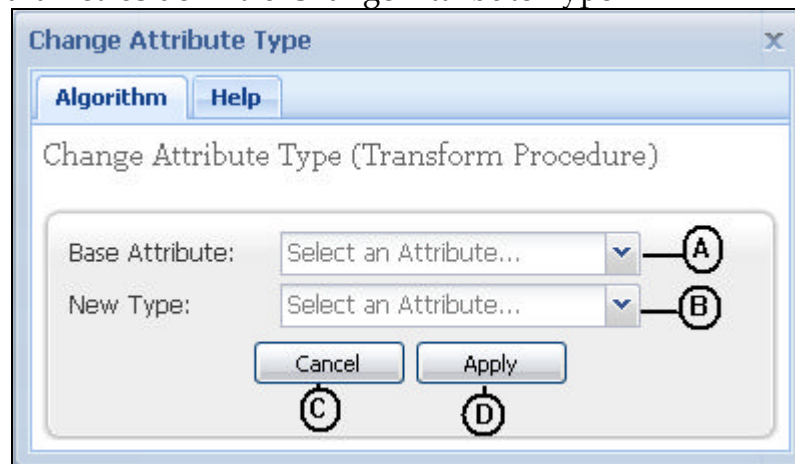 Change Attribute Type
Algorithm Help
Change Attribute Type (Transform Procedure)
Base Attribute: Select an Attribute... A
New Type: Select an Attribute... B
Cancel Apply
C D